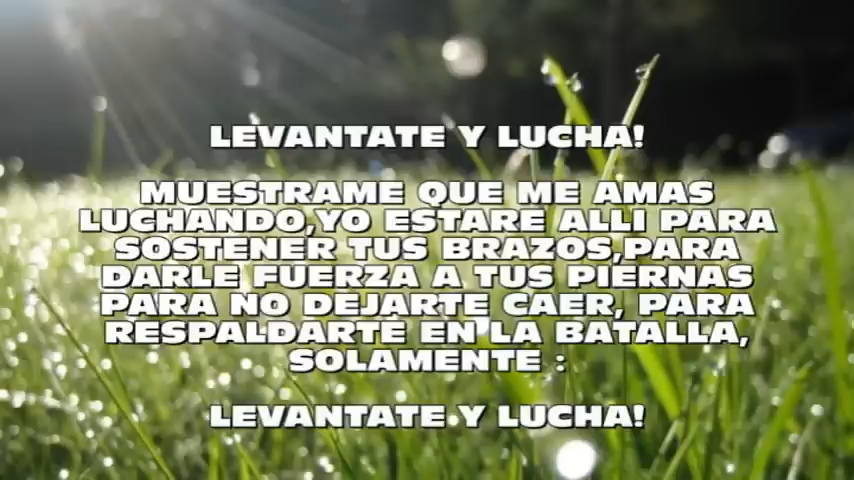 LEVANTATE Y LUCHA!
MUESTRAME QUE ME AMAS
LUCHANDO,YO ESTARE ALLI PARA
SOSTENER TUS BRAZOS,PARA
DARLE FUERZA A TUS PIERNAS
PARA NO DEJARTE CAER, PARA
RESPALDARTE EN LA BATALLA,
SOLAMENTE :
LEVANTATE Y LUCHA!